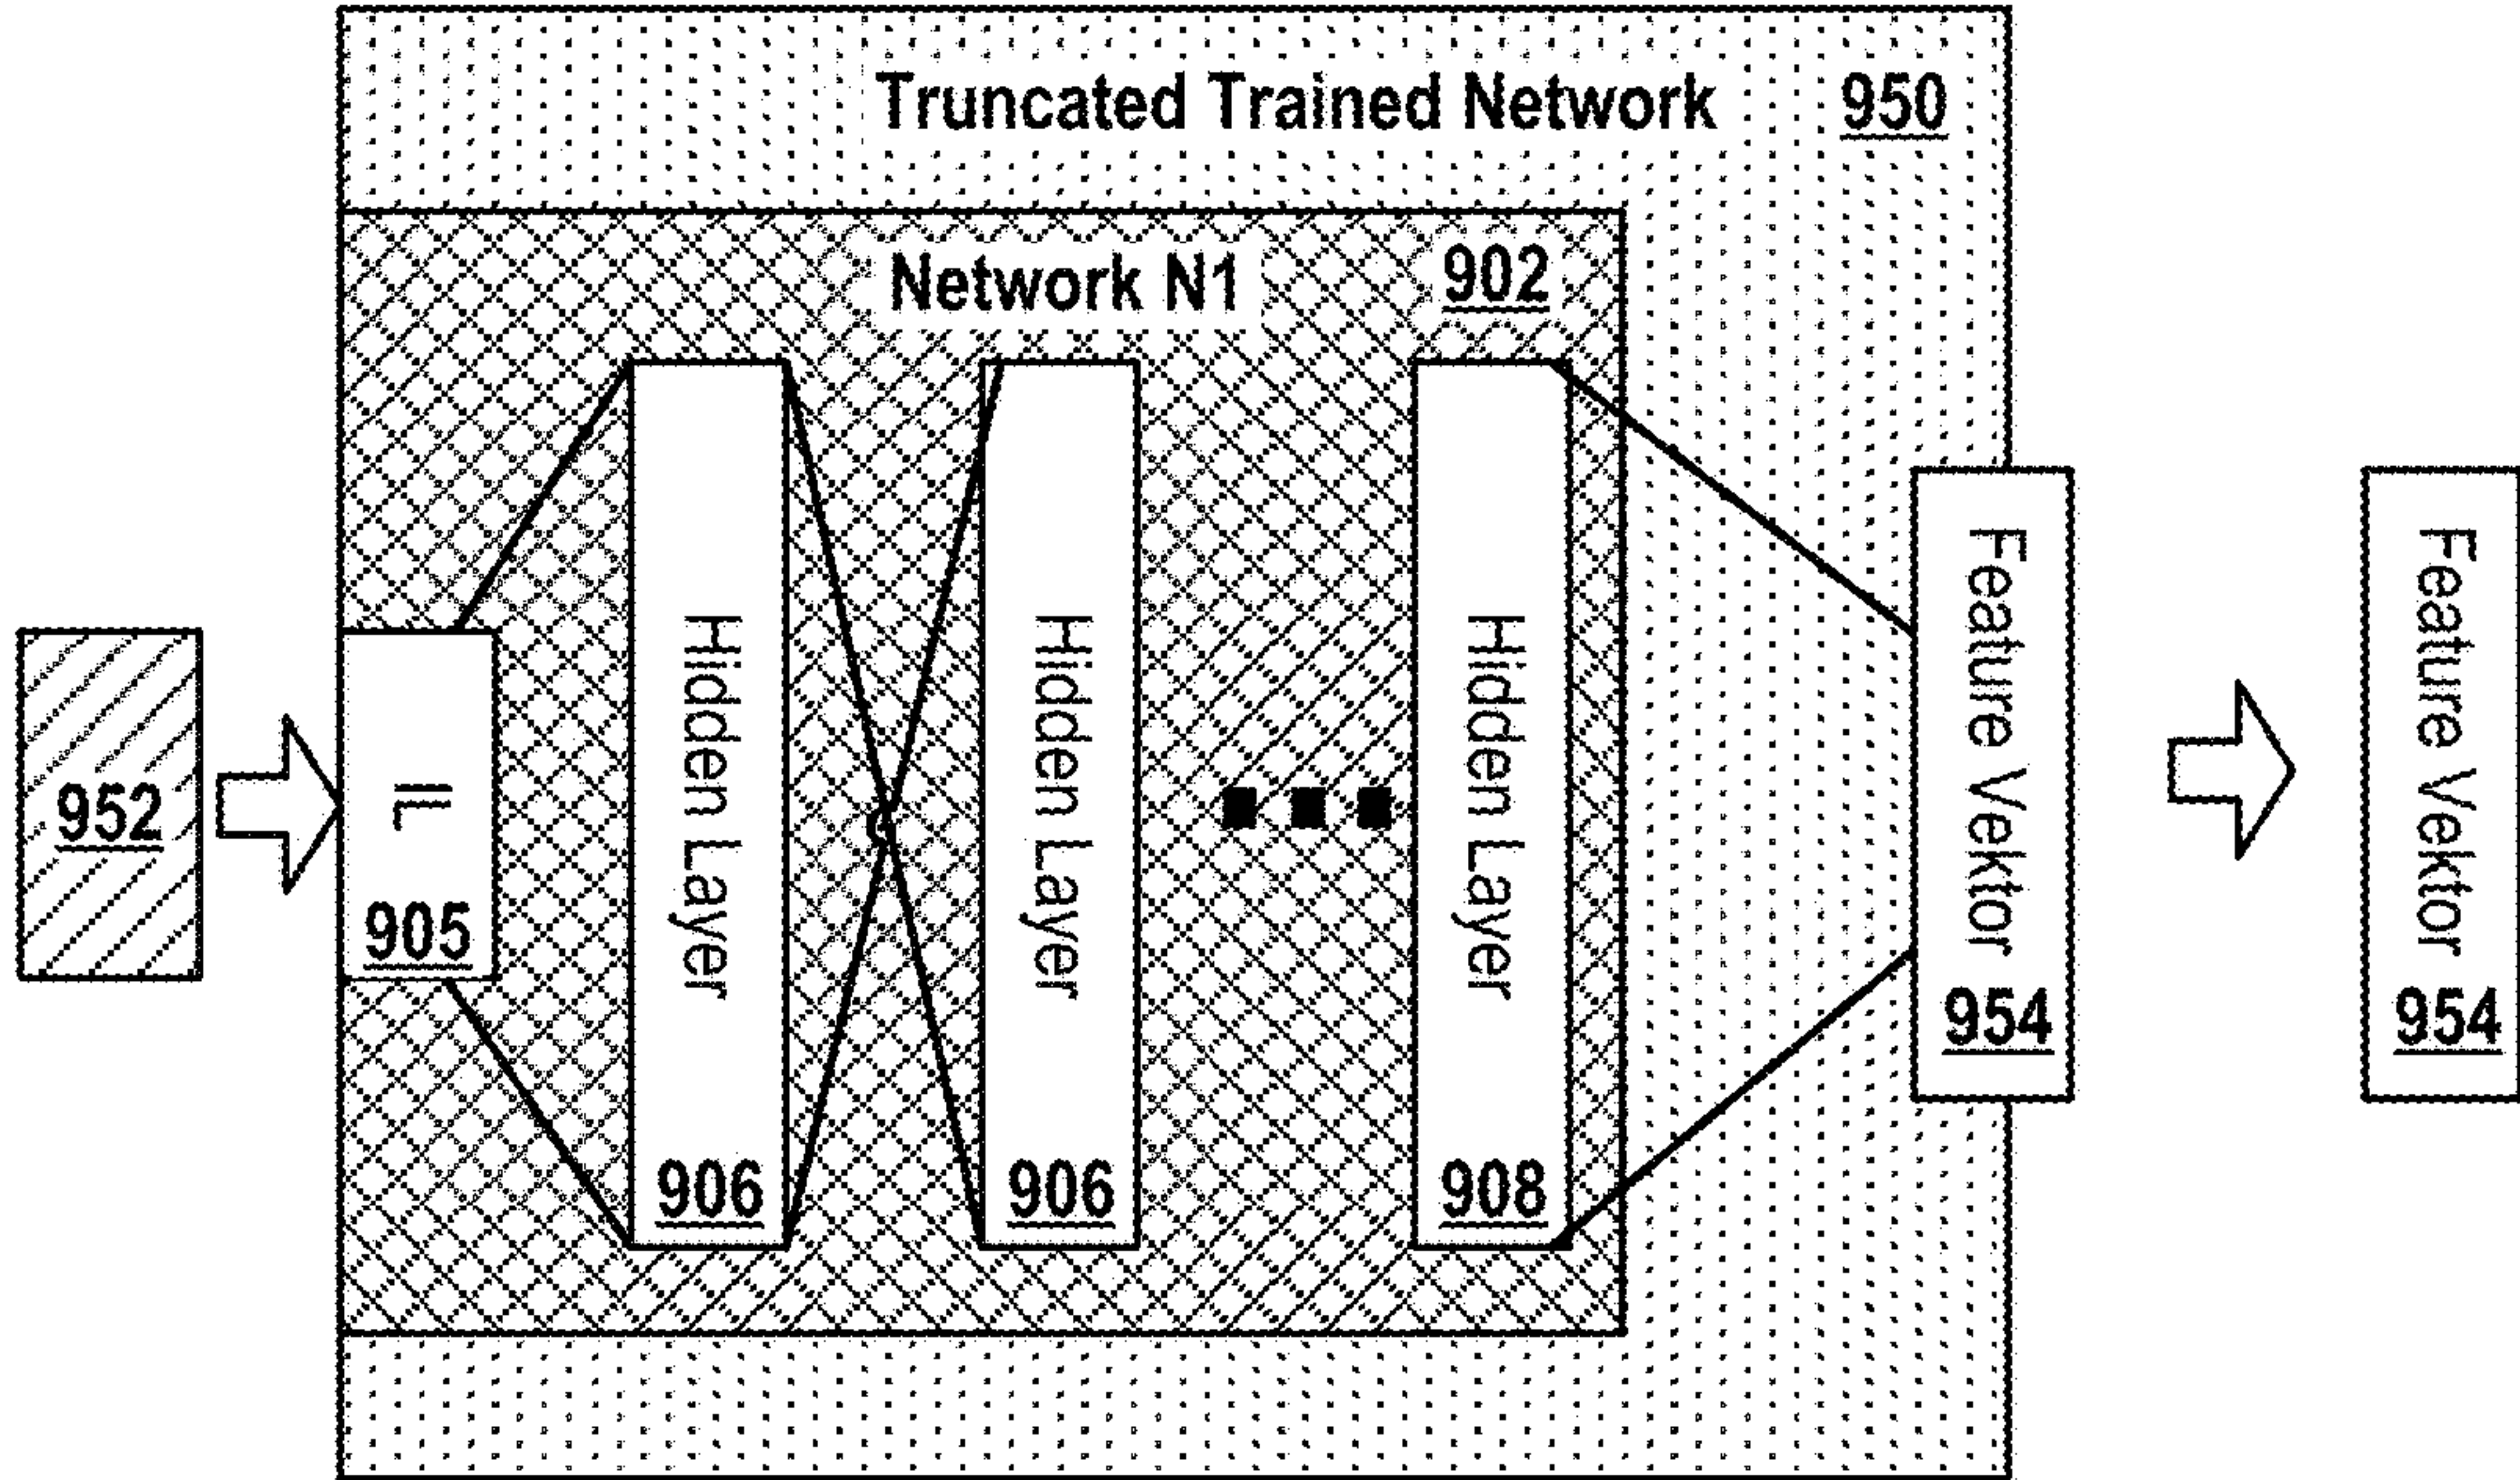 Truncated Trained Network 950
Network N1 902
952
IL 905
Hidden Layer 906
Hidden Layer 906
Hidden Layer 908
Feature Vektor 954
Feature Vektor 954